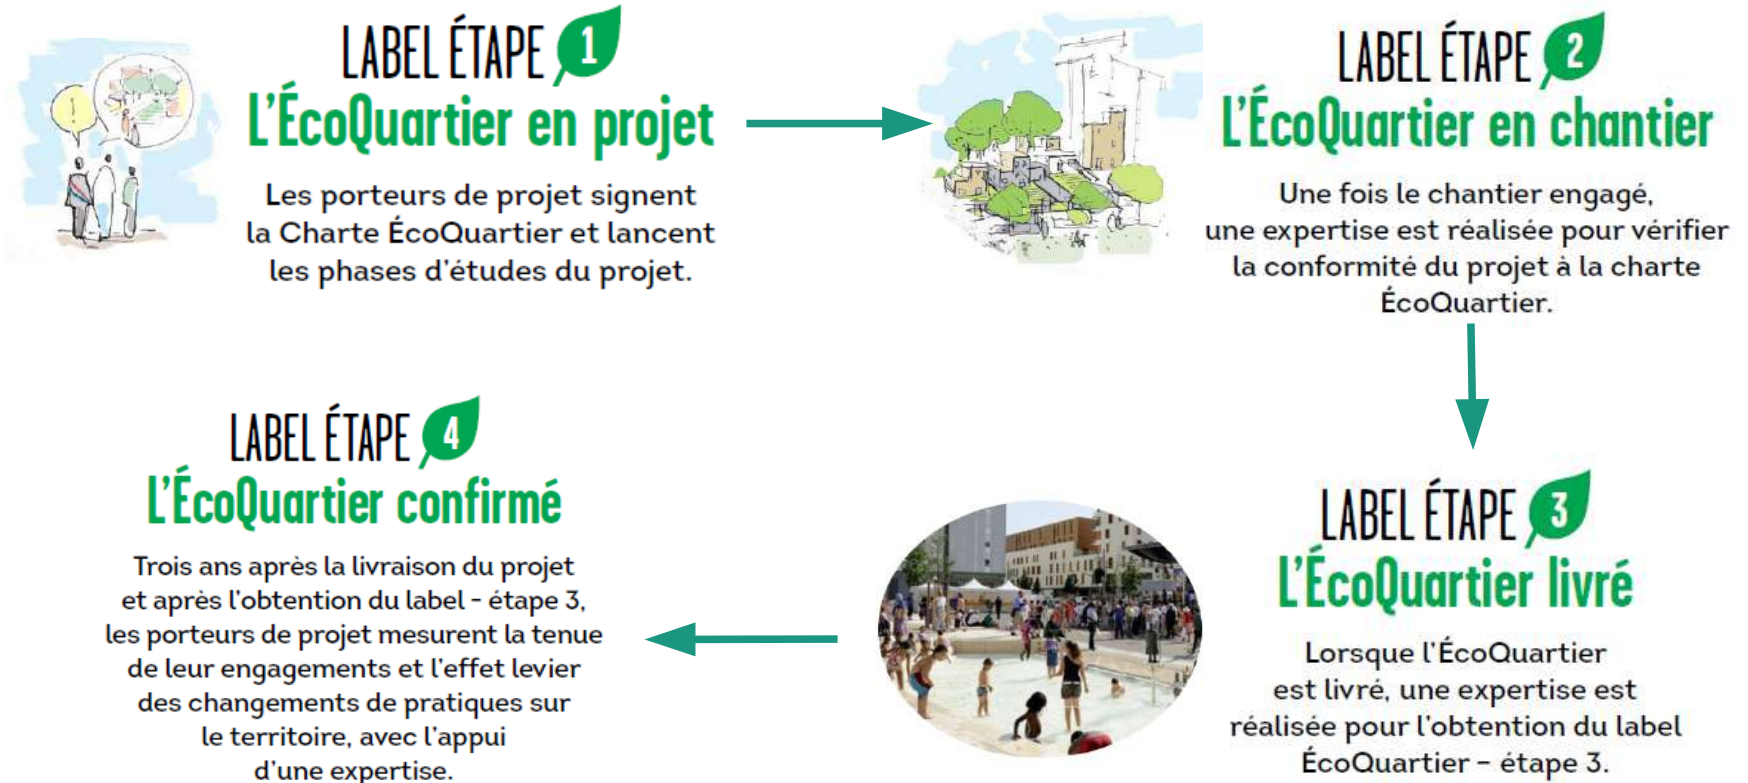 LABEL ÉTAPE 1
L'ÉcoQuartier en projet
Les porteurs de projet signent
la Charte ÉcoQuartier et lancent
les phases d'études du projet.
LABEL ÉTAPE 2
L'ÉcoQuartier en chantier
Une fois le chantier engagé,
une expertise est réalisée pour vérifier
la conformité du projet à la charte
ÉcoQuartier.
LABEL ÉTAPE 3
L'ÉcoQuartier livré
Lorsque l'ÉcoQuartier
est livré, une expertise est
réalisée pour l'obtention du label
ÉcoQuartier – étape 3.
LABEL ÉTAPE 4
L'ÉcoQuartier confirmé
Trois ans après la livraison du projet
et après l'obtention du label - étape 3,
les porteurs de projet mesurent la tenue
de leur engagements et l'effet levier
des changements de pratiques sur
le territoire, avec l'appui
d'une expertise.